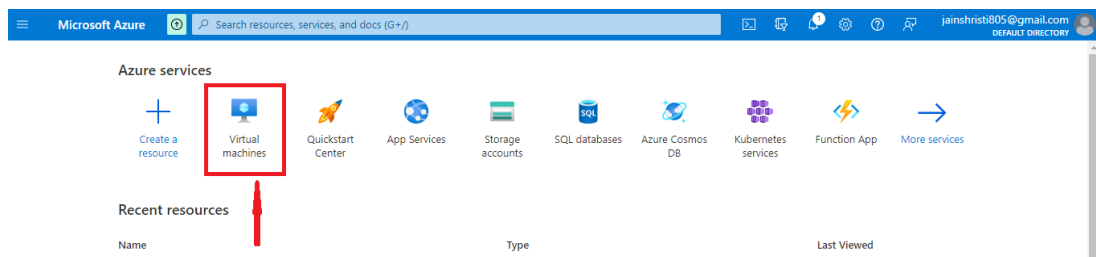 Microsoft Azure
Search resources, services, and docs (G+/)
1
jainshristi805@gmail.com
DEFAULT DIRECTORY
Azure services
Create a
resource
Virtual
machines
Quickstart
Center
App Services
Storage
accounts
SQL
SQL databases
Azure Cosmos
DB
Kubernetes
services
Function App
More services
Recent resources
Name Type Last Viewed